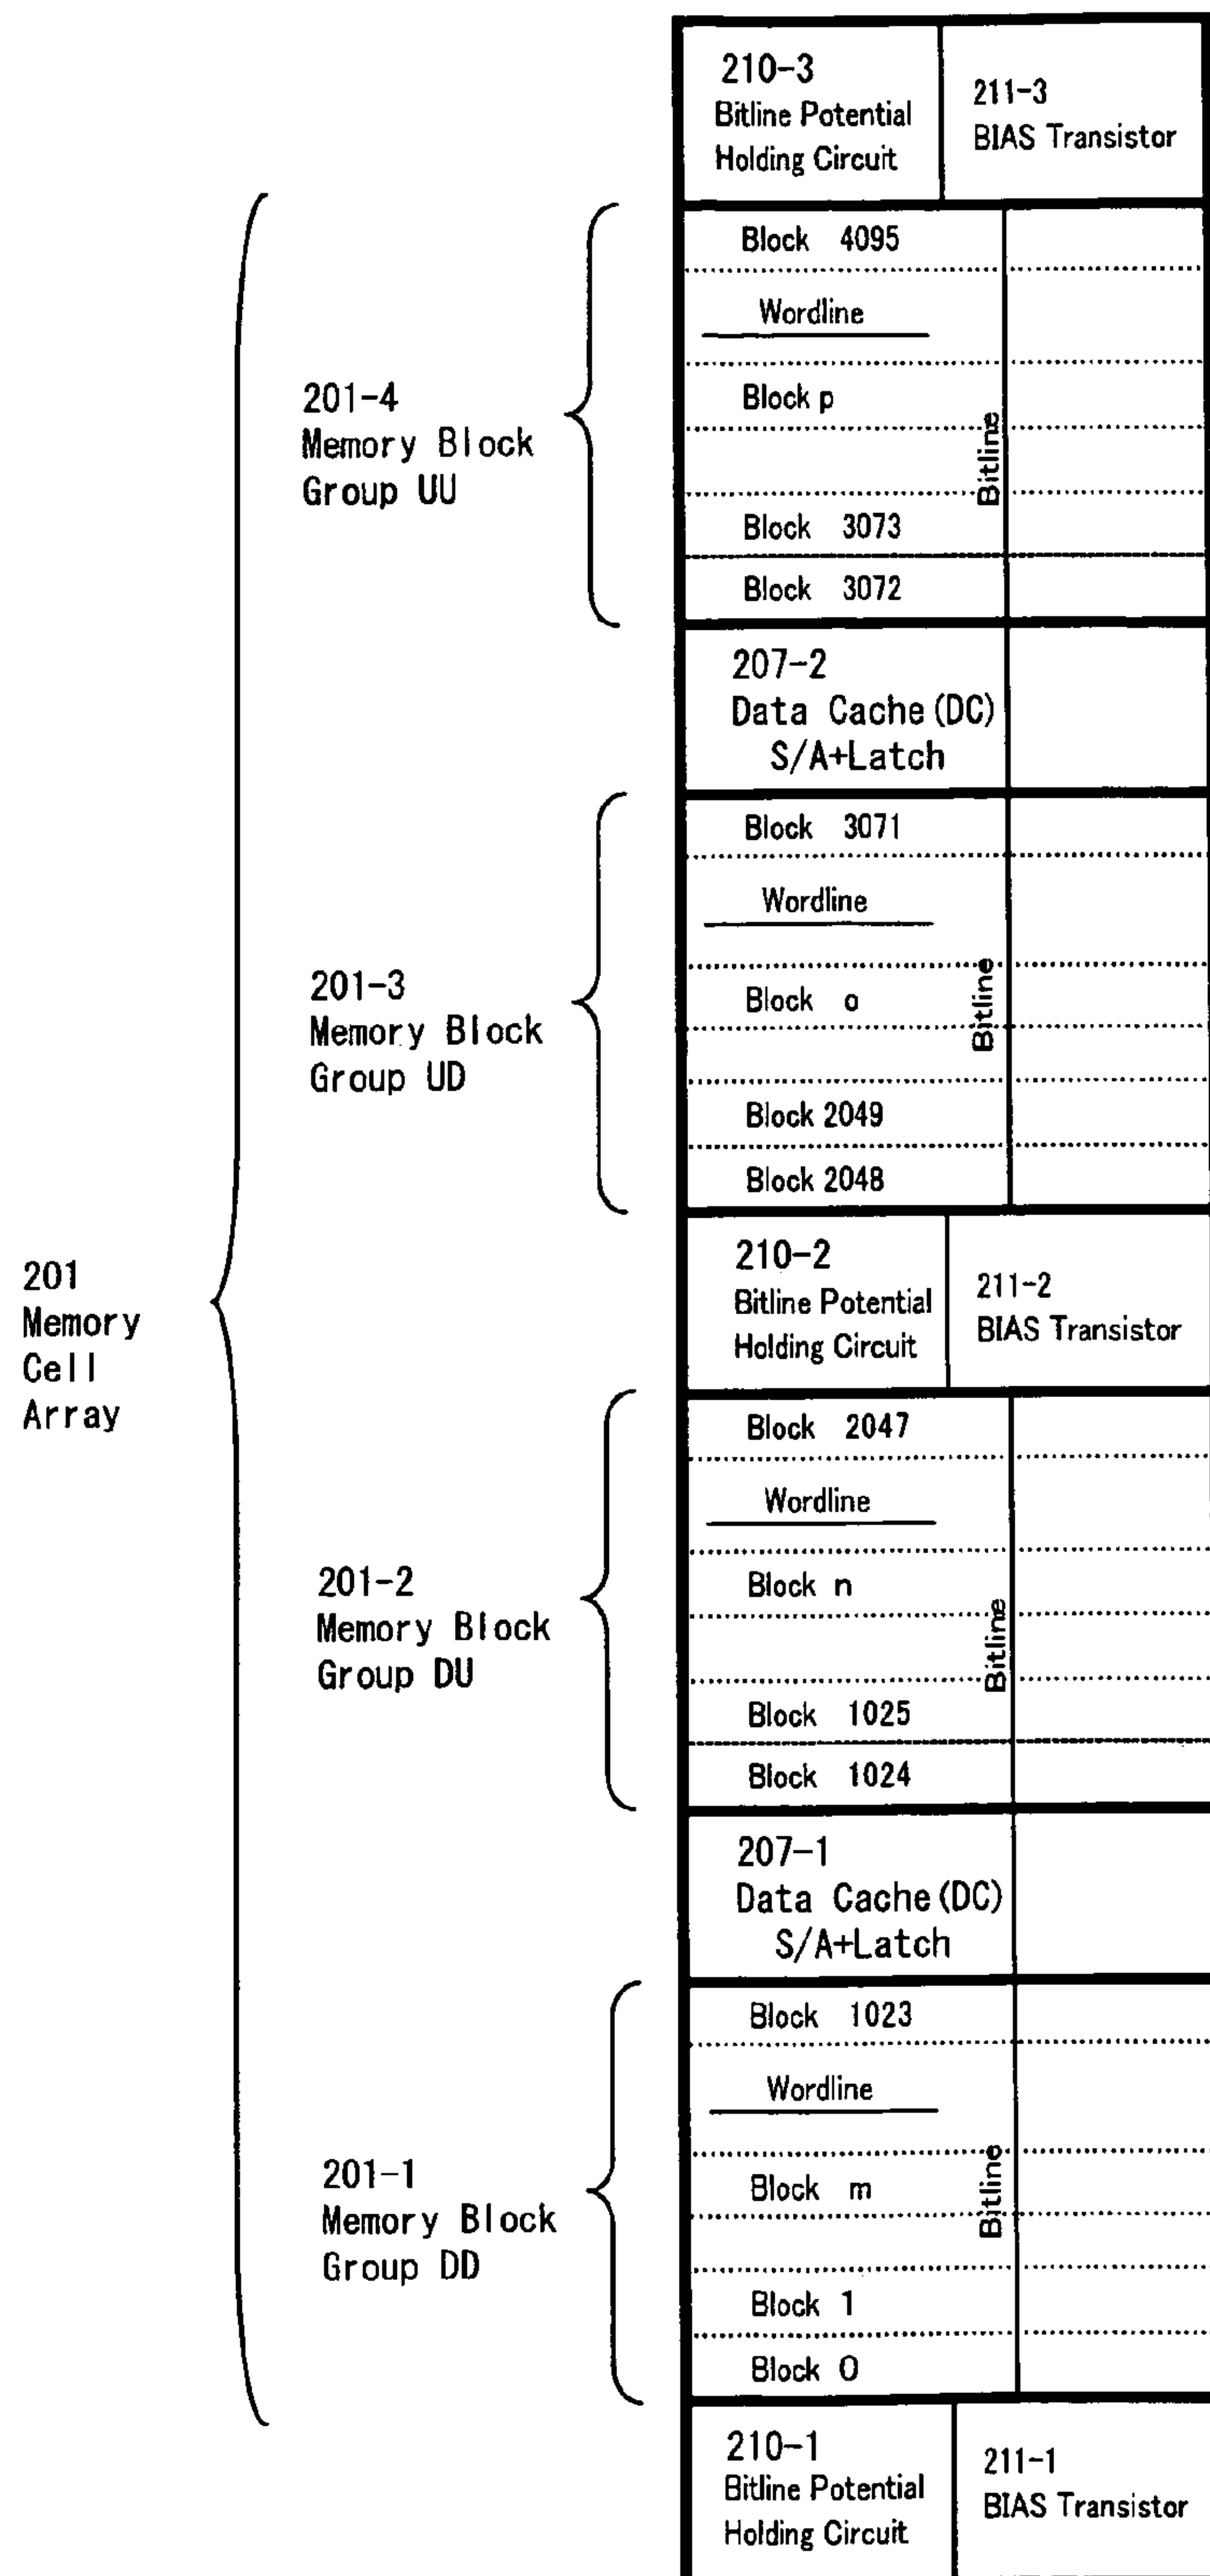 210-3
Bitline Potential
Holding Circuit
211-3
BIAS Transistor
Block 4095
Wordline
Block p
Bitline
Block 3073
Block 3072
201-4
Memory Block
Group UU
207-2
Data Cache(DC)
S/A+Latch
Block 3071
Wordline
Block o
Bitline
Block 2049
Block 2048
201-3
Memory Block
Group UD
201
Memory
Cell
Array
210-2
Bitline Potential
Holding Circuit
211-2
BIAS Transistor
Block 2047
Wordline
Block n
Bitline
Block 1025
Block 1024
201-2
Memory Block
Group DU
207-1
Data Cache(DC)
S/A+Latch
Block 1023
Wordline
Block m
Bitline
Block 1
Block 0
201-1
Memory Block
Group DD
210-1
Bitline Potential
Holding Circuit
211-1
BIAS Transistor